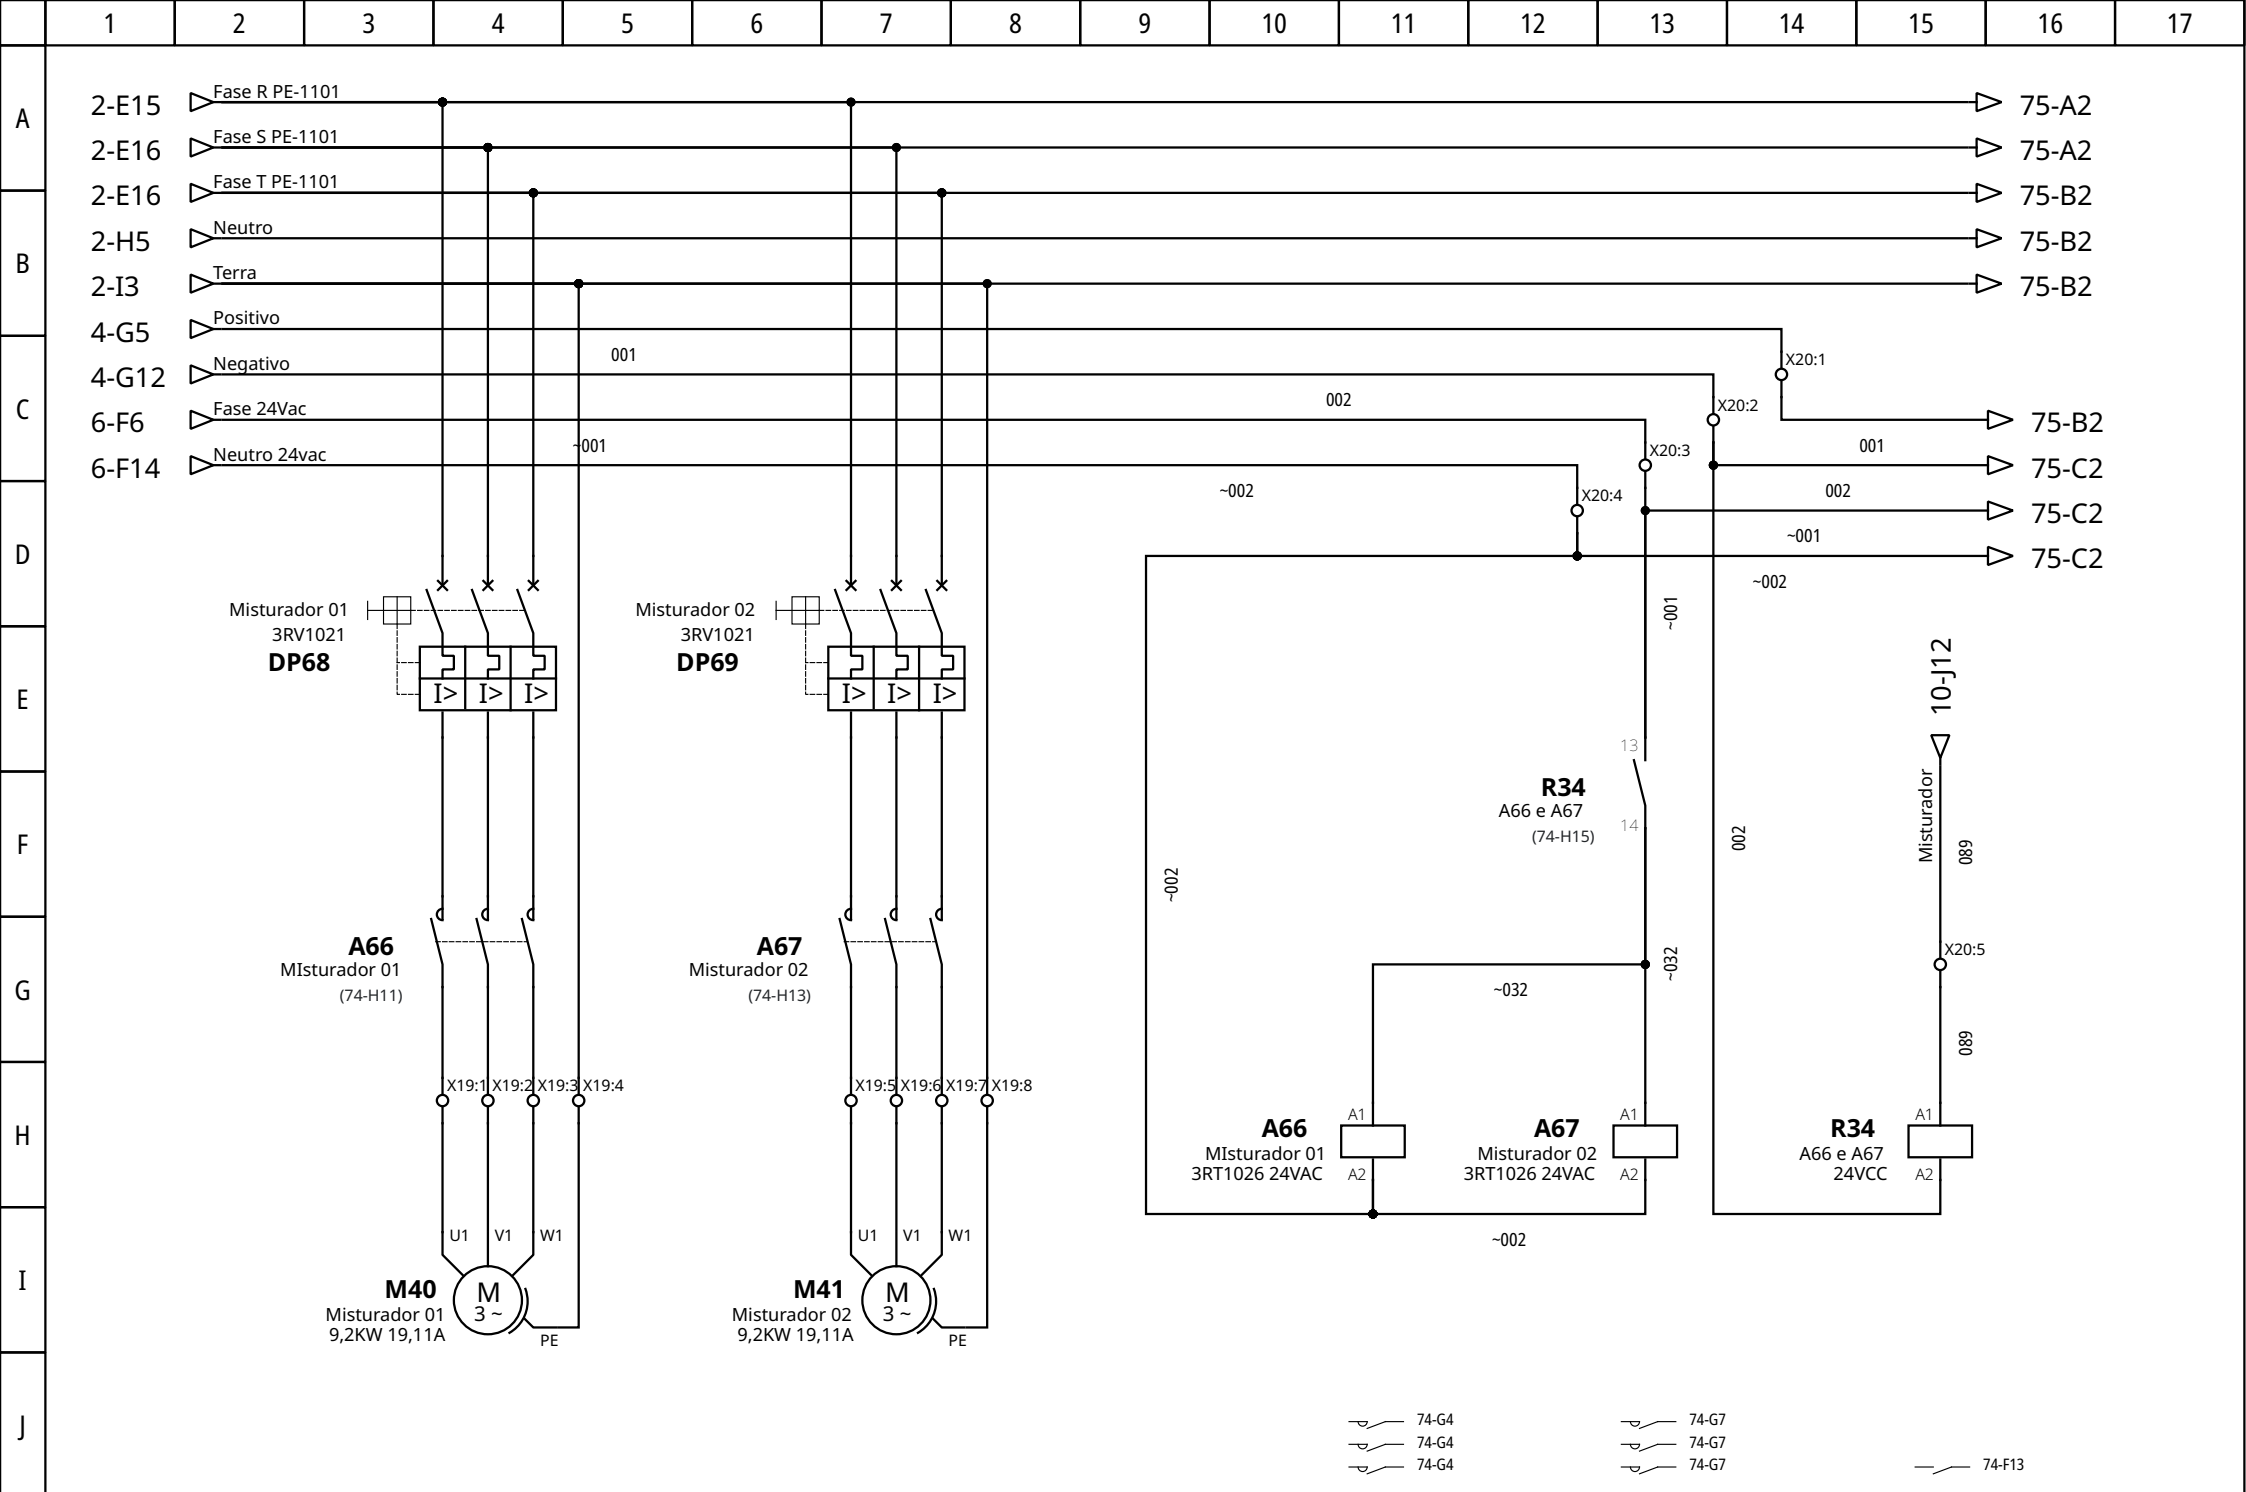 1 2 3 4 5 6 7 8 9 10 11 12 13 14 15 16 17
A
2-E15 Fase R PE-1101 75-A2
2-E16 Fase S PE-1101 75-A2
B
2-E16 Fase T PE-1101 75-B2
2-H5 Neutro 75-B2
2-I3 Terra 75-B2
4-G5 Positivo
001 X20:1
C
4-G12 Negativo
002 X20:2
6-F6 Fase 24Vac 75-B2
~001 X20:3 001
6-F14 Neutro 24vac 75-C2
~002 X20:4 002
75-C2
~001
D
75-C2
~002
~001
Misturador 01
3RV1021
DP68
I> I> I>
Misturador 02
3RV1021
DP69
I> I> I>
10-J12
E
13
R34
A66 e A67
14
(74-H15)
Misturador
089
F
002
~002
A66
MIsturador 01
(74-H11)
A67
Misturador 02
(74-H13)
~032
~032
X20:5
089
G
X19:1 X19:2 X19:3 X19:4
X19:5 X19:6 X19:7 X19:8
H
A1
A66
MIsturador 01
3RT1026 24VAC
A2
A1
A67
Misturador 02
3RT1026 24VAC
A2
A1
R34
A66 e A67
24VCC
A2
~002
U1 V1 W1
U1 V1 W1
I
M40
Misturador 01
9,2KW 19,11A
M
3 ~
PE
M41
Misturador 02
9,2KW 19,11A
M
3 ~
PE
J
74-G4 74-G7
74-G4 74-G7
74-G4 74-G7 74-F13